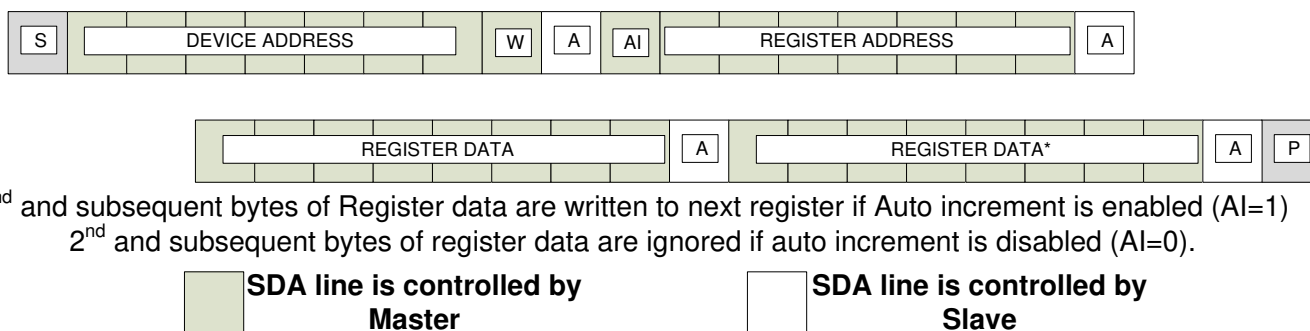 S DEVICE ADDRESS W A AI REGISTER ADDRESS A
REGISTER DATA A REGISTER DATA* A P
nd and subsequent bytes of Register data are written to next register if Auto increment is enabled (AI=1)
2nd and subsequent bytes of register data are ignored if auto increment is disabled (AI=0).
SDA line is controlled by
Master
SDA line is controlled by
Slave